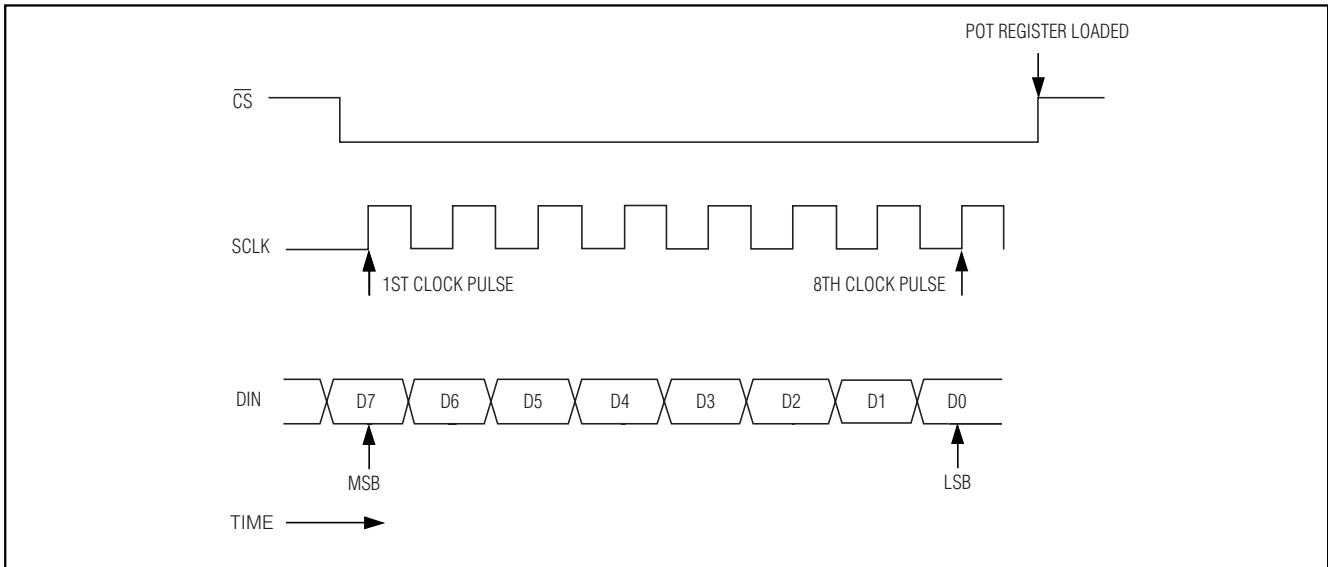 POT REGISTER LOADED
CS
SCLK
1ST CLOCK PULSE
8TH CLOCK PULSE
DIN
D7
D6
D5
D4
D3
D2
D1
D0
MSB
LSB
TIME